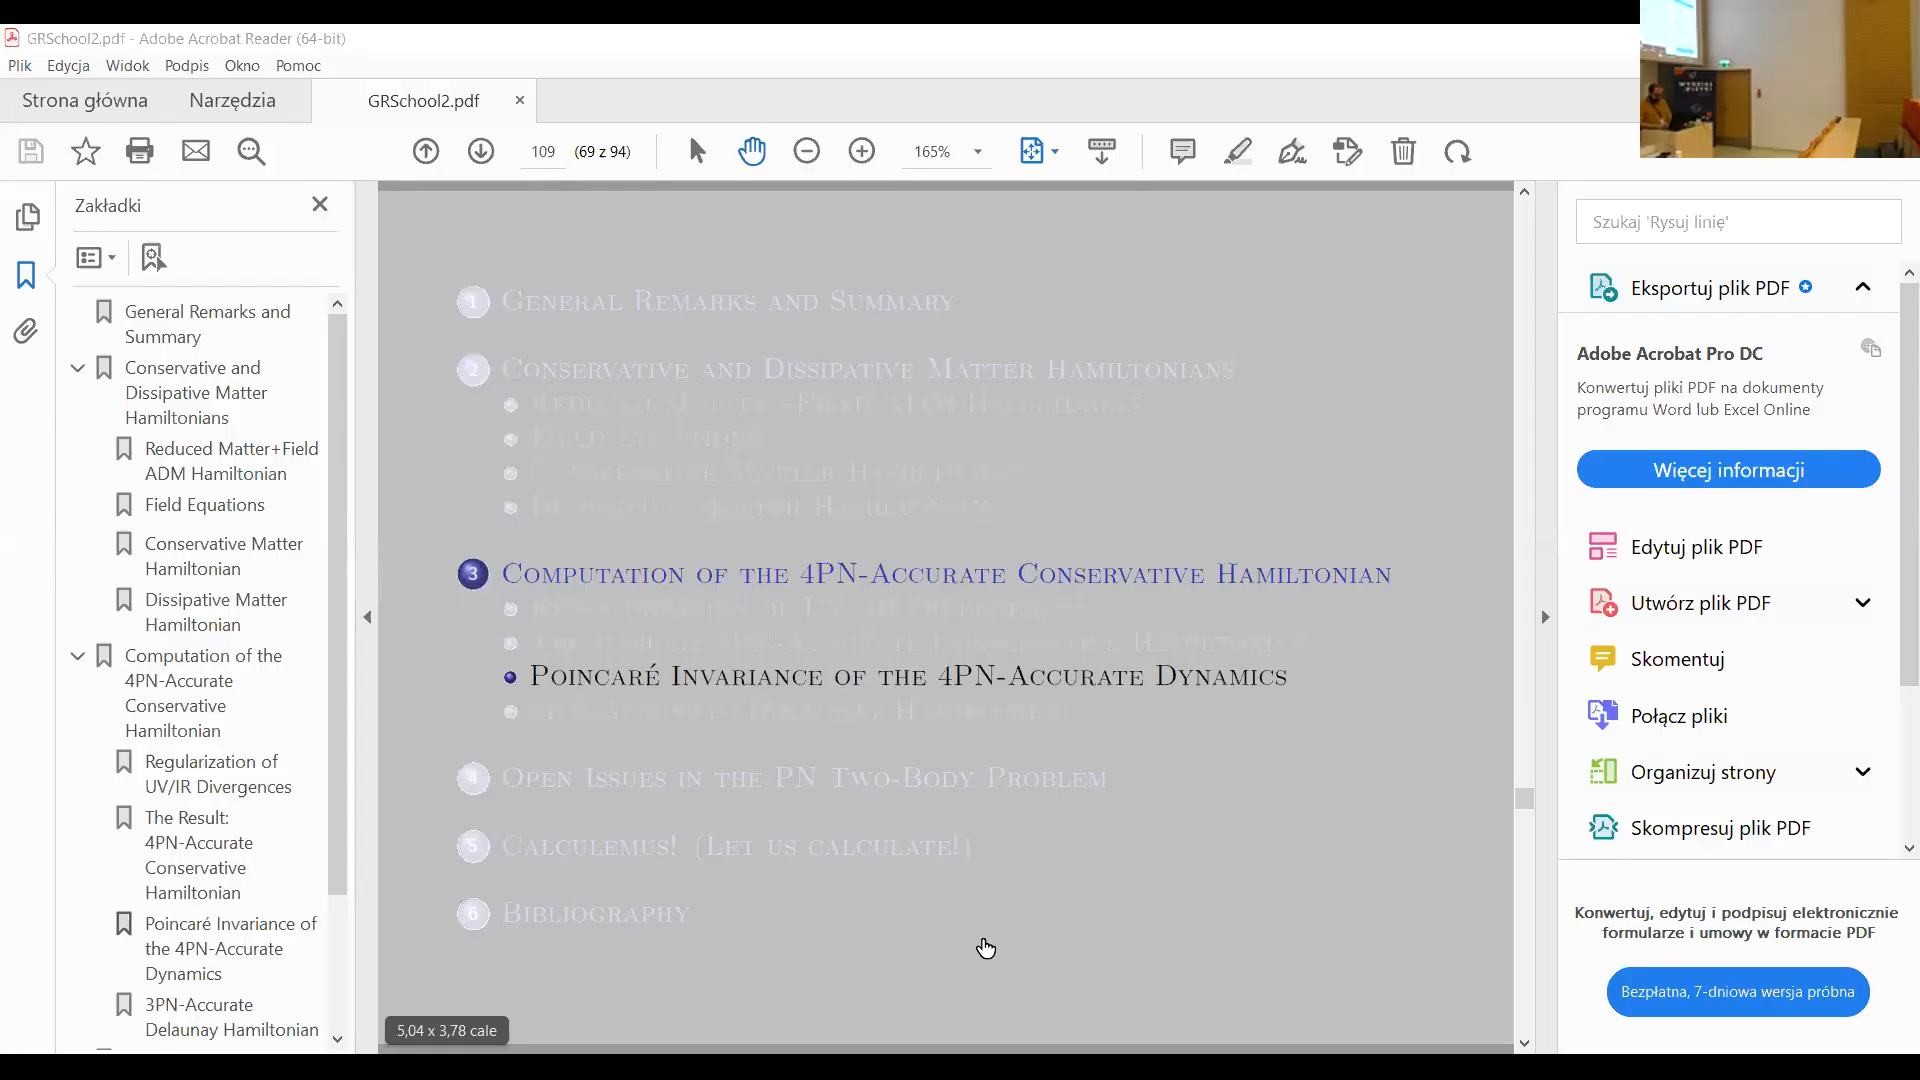 GRSchool2.pdf - Adobe Acrobat Reader (64-bit)
Plik Edycja Widok Podpis Okno Pomoc
Strona główna Narzędzia GRSchool2.pdf
109 (69 z 94) 165%
Zakładki
General Remarks and
Summary
Conservative and
Dissipative Matter
Hamiltonians
Reduced Matter+Field
ADM Hamiltonian
Field Equations
Conservative Matter
Hamiltonian
Dissipative Matter
Hamiltonian
Computation of the
4PN-Accurate
Conservative
Hamiltonian
Regularization of
UV/IR Divergences
The Result:
4PN-Accurate
Conservative
Hamiltonian
Poincaré Invariance of
the 4PN-Accurate
Dynamics
3PN-Accurate
Delaunay Hamiltonian
1 General Remarks and Summary
2 Conservative and Dissipative Matter Hamiltonians
3 Computation of the 4PN-Accurate Conservative Hamiltonian
Poincaré Invariance of the 4PN-Accurate Dynamics
4 Open Issues in the PN Two-Body Problem
5 Calculemus! (Let us calculate!)
6 Bibliography
5,04 x 3,78 cale
Szukaj 'Rysuj linię'
Eksportuj plik PDF
Adobe Acrobat Pro DC
Konwertuj pliki PDF na dokumenty
programu Word lub Excel Online
Więcej informacji
Edytuj plik PDF
Utwórz plik PDF
Skomentuj
Połącz pliki
Organizuj strony
Skompresuj plik PDF
Konwertuj, edytuj i podpisuj elektronicznie
formularze i umowy w formacie PDF
Bezpłatna, 7-dniowa wersja próbna